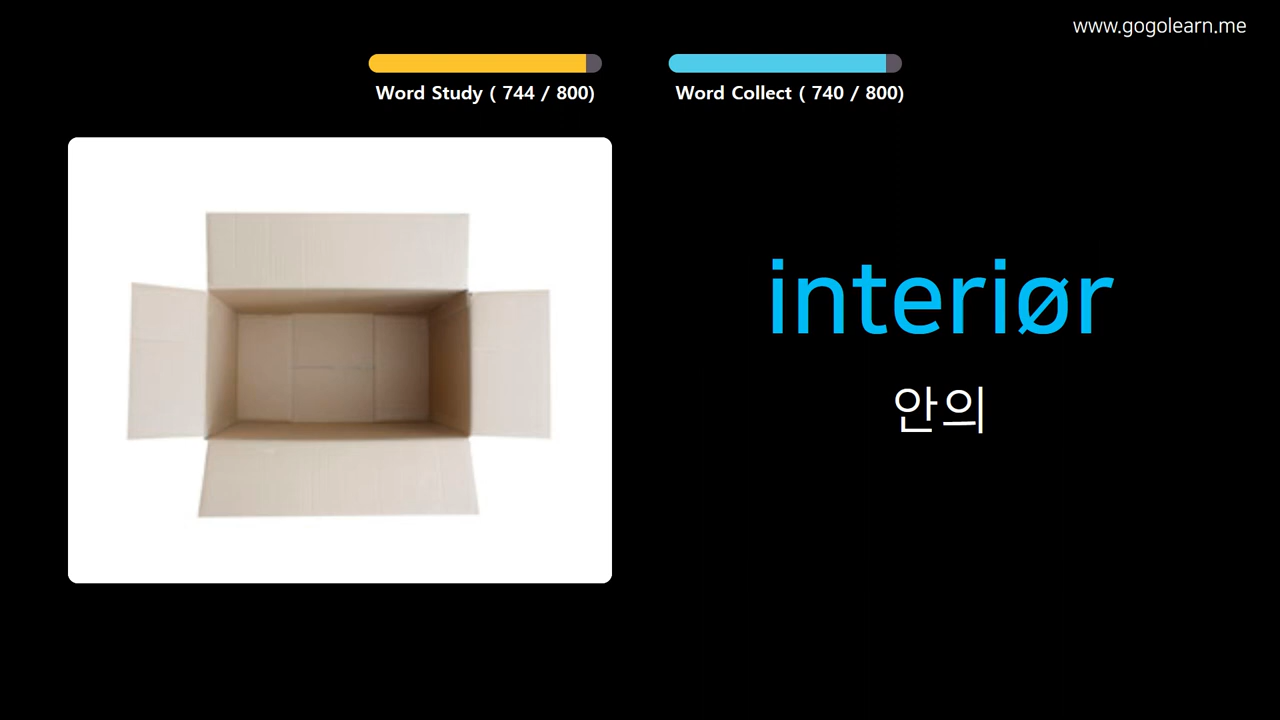 www.gogolearn.me
Word Study ( 744 / 800)
Word Collect ( 740 / 800)
interiør
안의